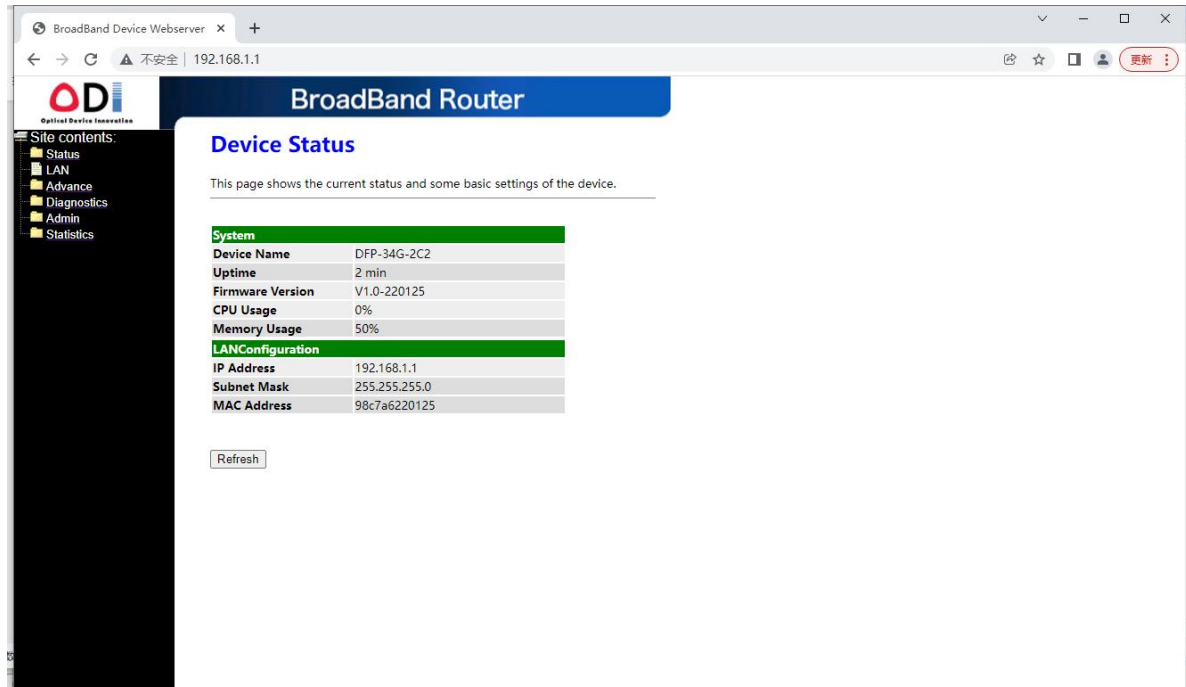 BroadBand Device Webserver
不安全 | 192.168.1.1
更新
ODi
Optical Device Innovation
BroadBand Router
Site contents:
Status
LAN
Advance
Diagnostics
Admin
Statistics
Device Status
This page shows the current status and some basic settings of the device.
System
Device Name DFP-34G-2C2
Uptime 2 min
Firmware Version V1.0-220125
CPU Usage 0%
Memory Usage 50%
LANConfiguration
IP Address 192.168.1.1
Subnet Mask 255.255.255.0
MAC Address 98c7a6220125
Refresh